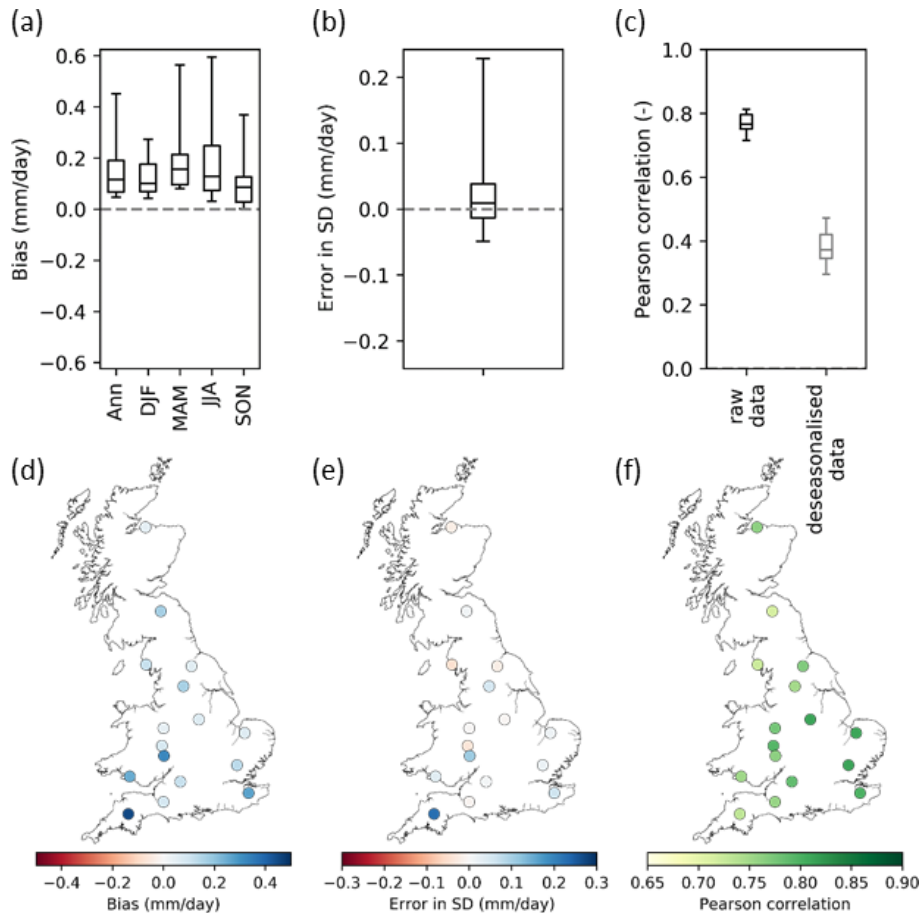 (a) (b) (c)
0.6
0.4
0.2
0.0
−0.2
−0.4
−0.6
Bias (mm/day)
Ann DJF MAM JJA SON
0.2
0.1
0.0
−0.1
−0.2
Error in SD (mm/day)
1.0
0.8
0.6
0.4
0.2
0.0
Pearson correlation (-)
raw
data
deseasonalised
data
(d) (e) (f)
−0.4 −0.2 0.0 0.2 0.4
Bias (mm/day)
−0.3 −0.2 −0.1 0.0 0.1 0.2 0.3
Error in SD (mm/day)
0.65 0.70 0.75 0.80 0.85 0.90
Pearson correlation